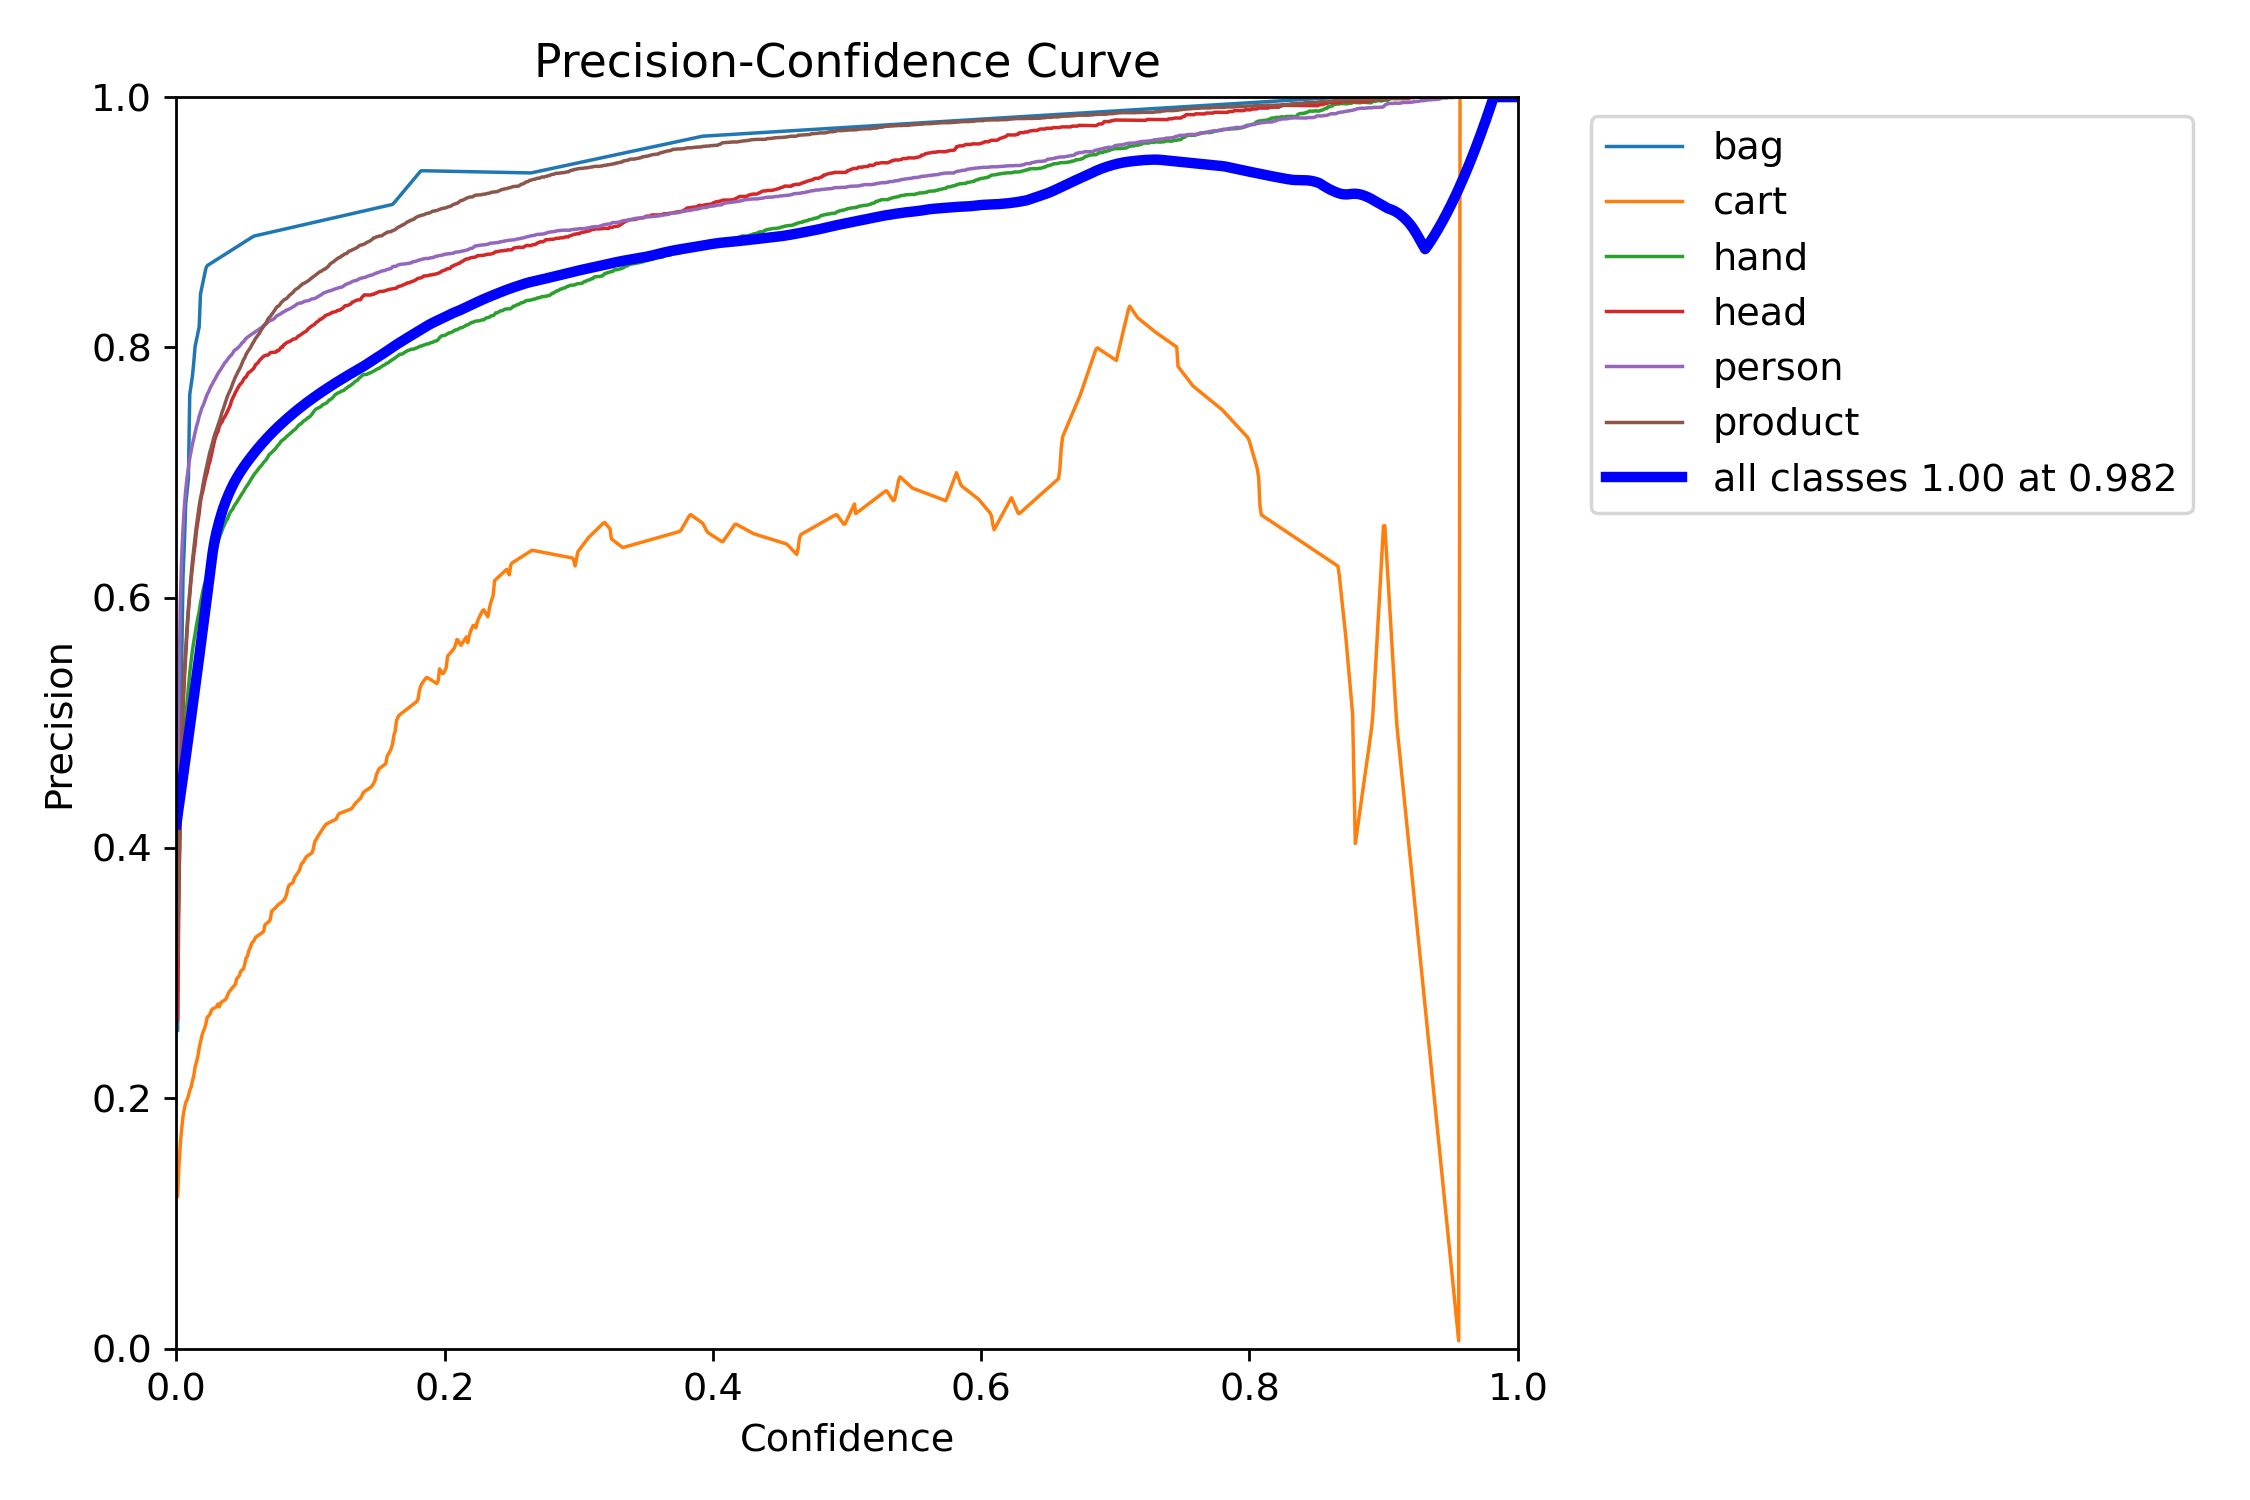 Precision-Confidence Curve
1.0
0.8
0.6
0.4
0.2
0.0
Precision
0.0 0.2 0.4 0.6 0.8 1.0
Confidence
bag
cart
hand
head
person
product
all classes 1.00 at 0.982